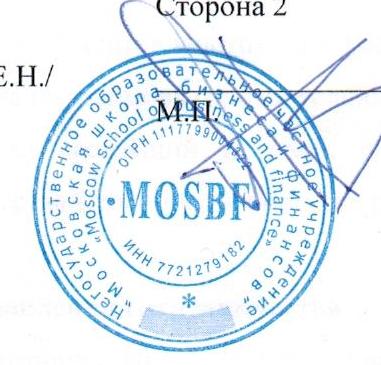 Сторона 2
Е.Н./
М.П.
Негосударственное образовательное частное учреждение
"Московская школа бизнеса и финансов"
«Moscow school of business and finance»
ОГРН
MOSBF
ИНН 7721279182
*